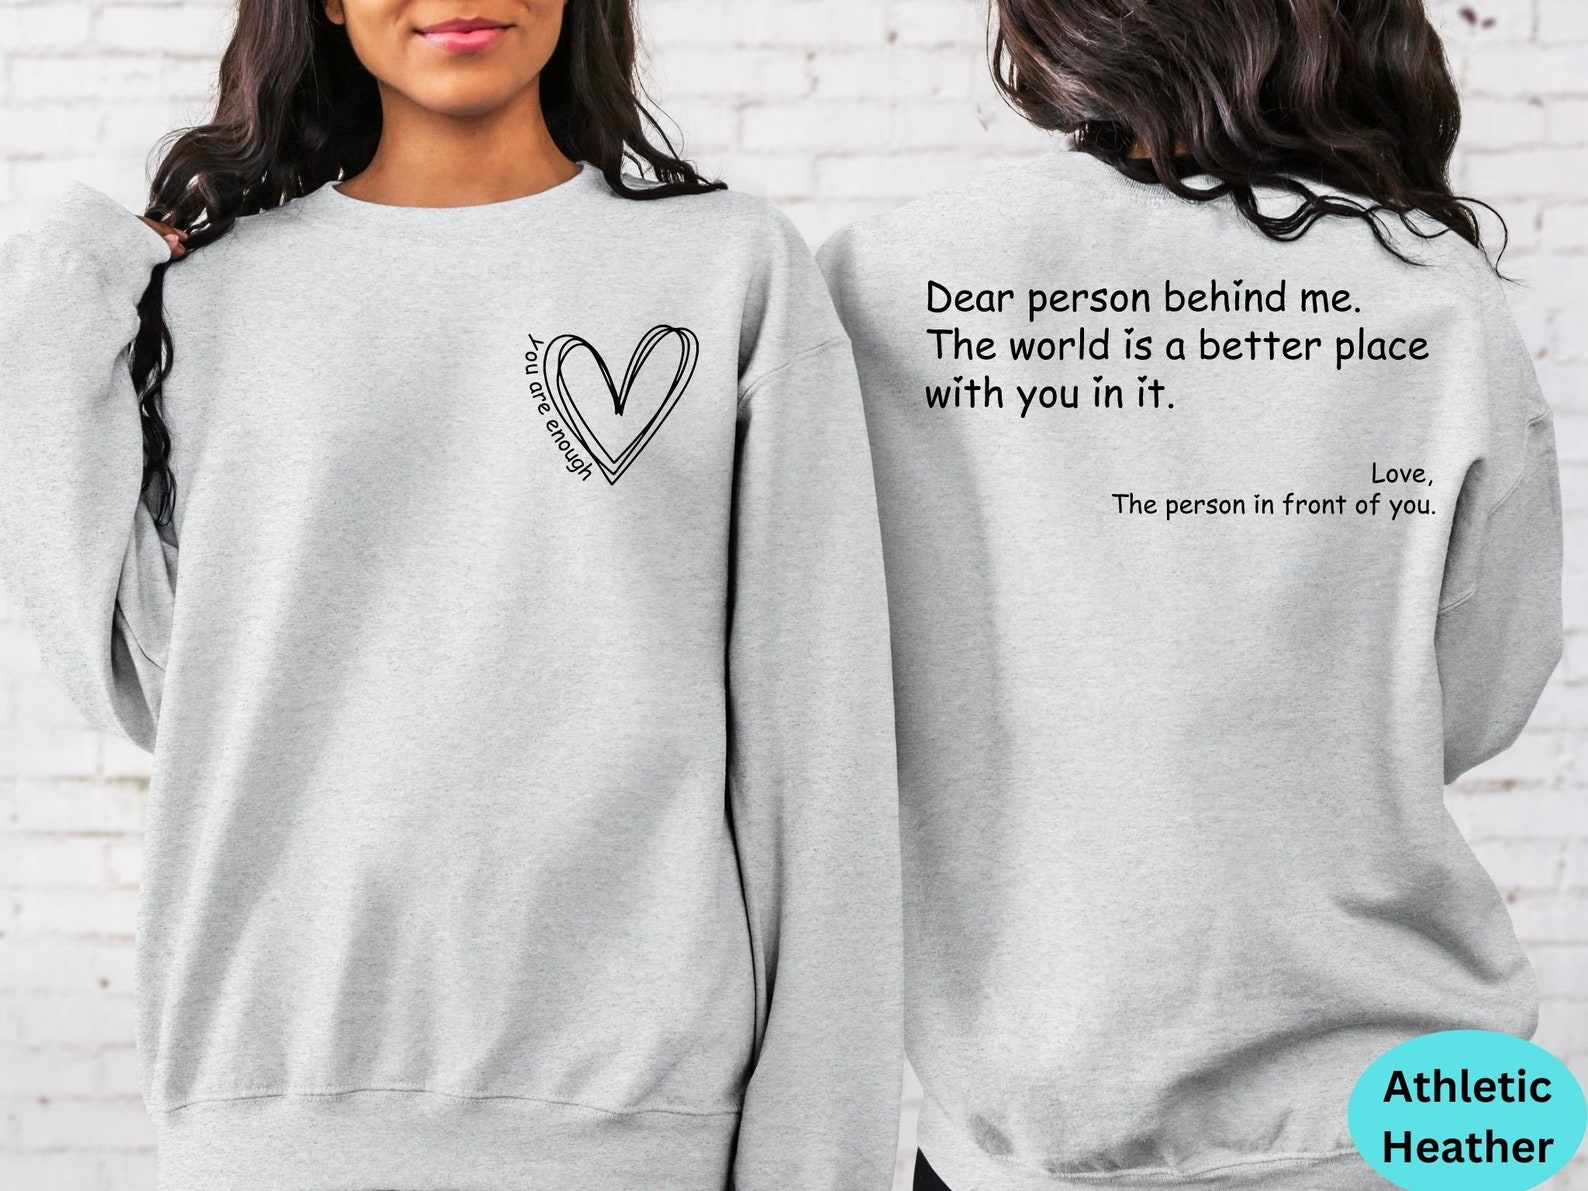 You are enough
Dear person behind me.
The world is a better place
with you in it.
Love,
The person in front of you.
Athletic
Heather